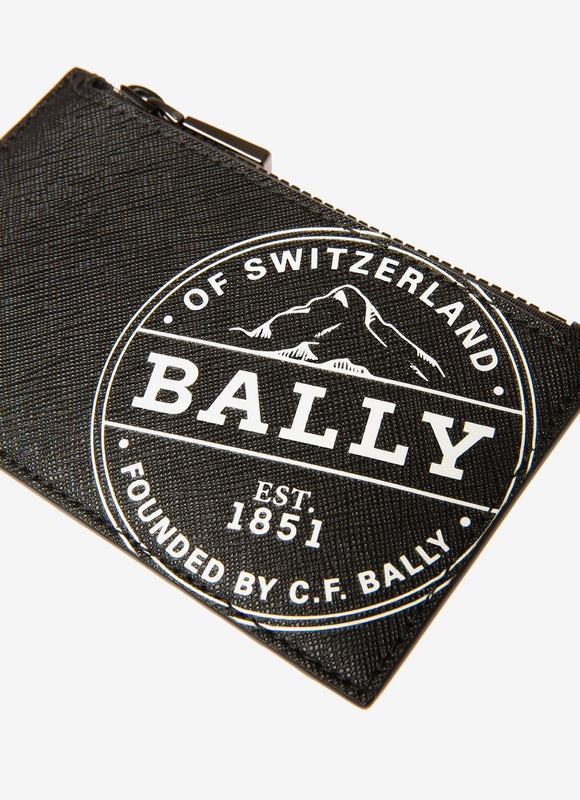 OF SWITZERLAND
BALLY
EST.
1851
FOUNDED BY C.F. BALLY